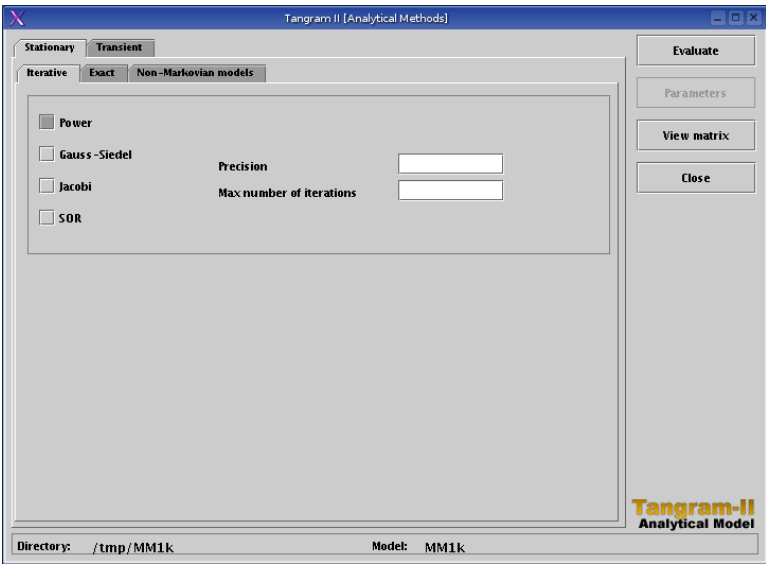 Tangram II [Analytical Methods]
Stationary Transient
Iterative Exact Non-Markovian models
Power
Gauss-Siedel
Jacobi
SOR
Precision
Max number of iterations
Evaluate
Parameters
View matrix
Close
Tangram-II
Analytical Model
Directory: /tmp/MM1k Model: MM1k